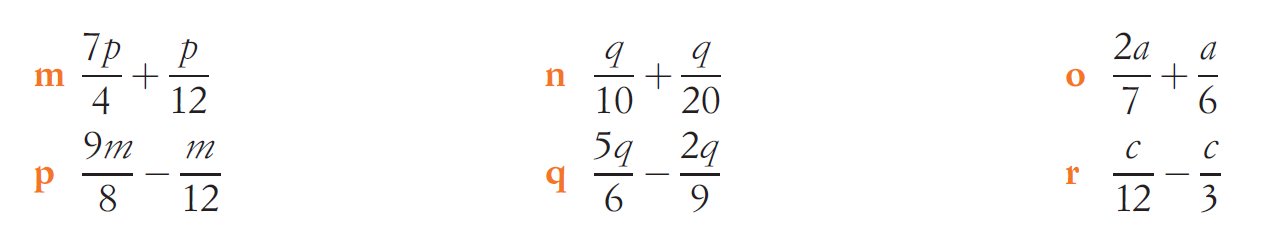 m 7p/4 + p/12 n q/10 + q/20 o 2a/7 + a/6
p 9m/8 − m/12 q 5q/6 − 2q/9 r c/12 − c/3